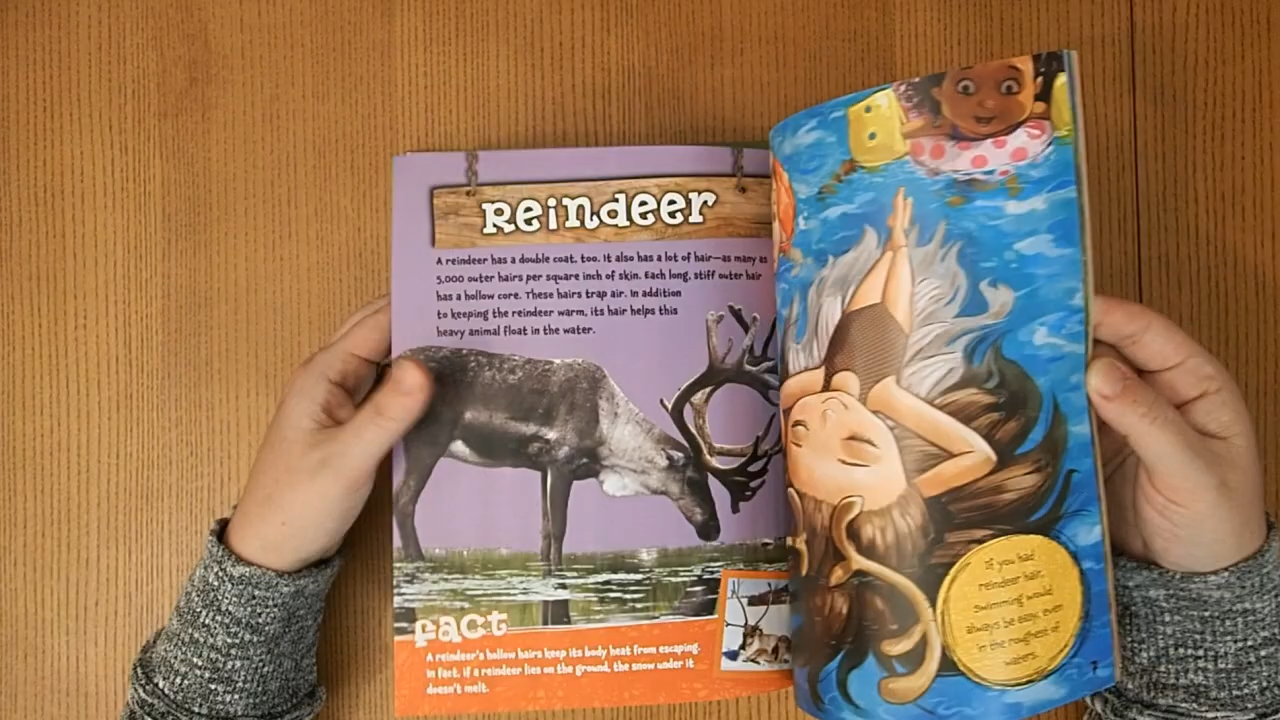 Reindeer
A reindeer has a double coat, too. It also has a lot of hair—as many as
5,000 outer hairs per square inch of skin. Each long, stiff outer hair
has a hollow core. These hairs trap air. In addition
to keeping the reindeer warm, its hair helps this
heavy animal float in the water.
Fact
A reindeer's hollow hairs keep its body heat from escaping.
In fact, if a reindeer lies on the ground, the snow under it
doesn't melt.
If you had
reindeer hair,
swimming would
always be easy, even
in the roughest of
waters.
7